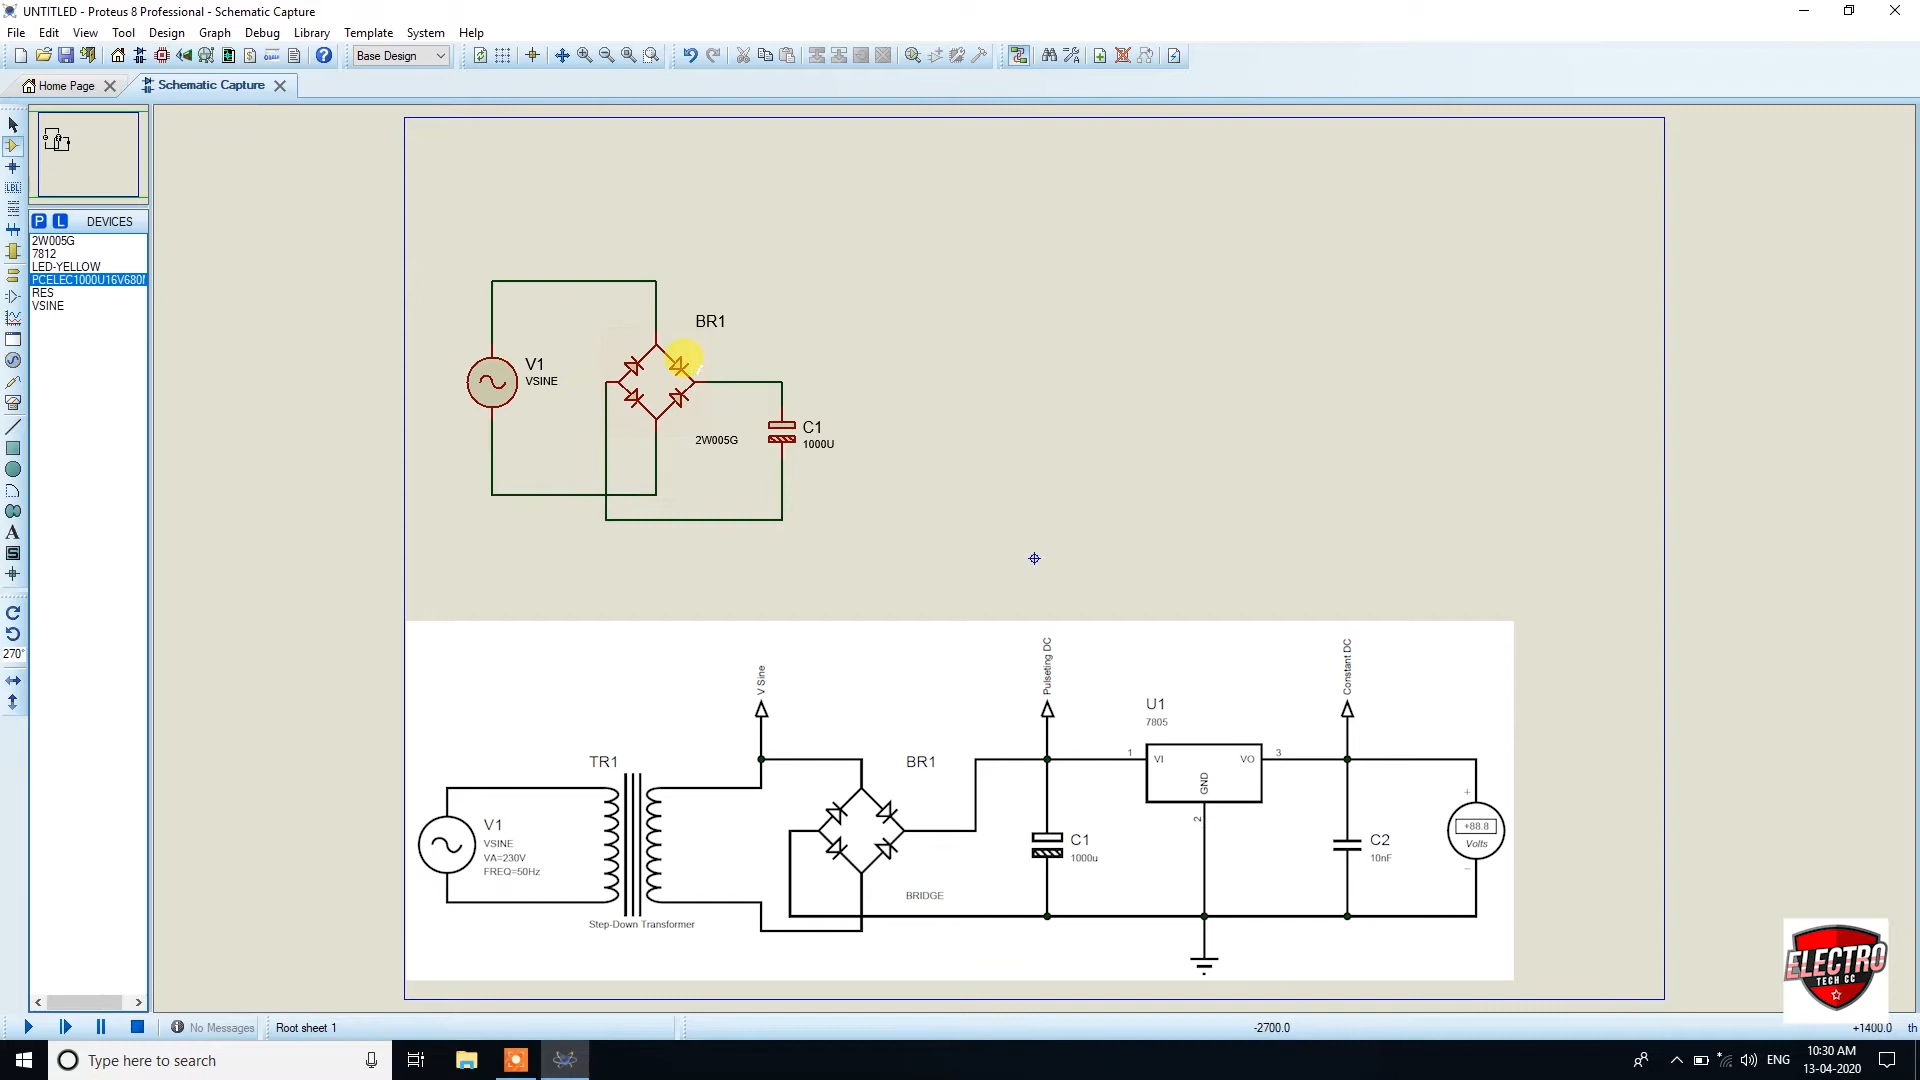 UNTITLED - Proteus 8 Professional - Schematic Capture
File Edit View Tool Design Graph Debug Library Template System Help
Base Design
Home Page
Schematic Capture
P L DEVICES
2W005G
7812
LED-YELLOW
PCELEC1000U16V680
RES
VSINE
LBL
A
S
270°
BR1
V1
VSINE
C1
1000U
2W005G
V Sine
Pulseting DC
Constant DC
U1
7805
1 VI VO 3
GND
2
TR1
BR1
V1
VSINE
VA=230V
FREQ=50Hz
C1
1000u
C2
10nF
+
+88.8
Volts
-
BRIDGE
Step-Down Transformer
ELECTRO
TECH CC
No Messages
Root sheet 1
-2700.0
+1400.0 th
Type here to search
ENG
10:30 AM
13-04-2020